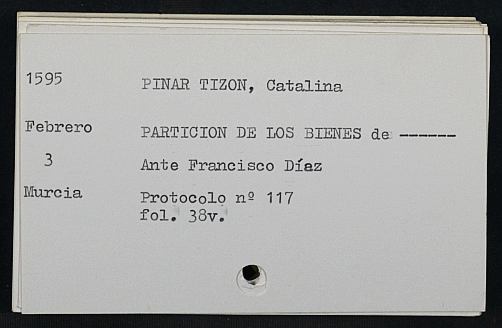 1595 PINAR TIZON, Catalina
Febrero PARTICION DE LOS BIENES de ------
3 Ante Francisco Díaz
Murcia Protocolo nº 117
fol. 38v.